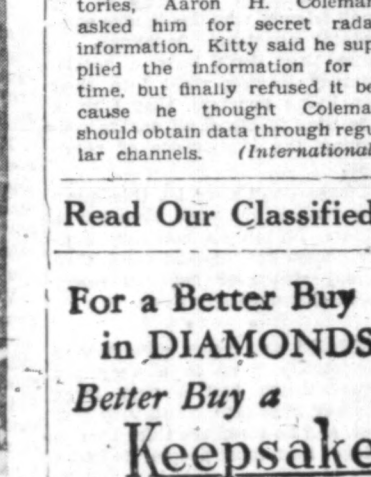 tories, Aaron H. Coleman
asked him for secret rada
information. Kitty said he sup
plied the information for
time, but finally refused it be
cause he thought Colema
should obtain data through regu
lar channels. (International
Read Our Classified
For a Better Buy
in DIAMONDS
Better Buy a
Keepsake